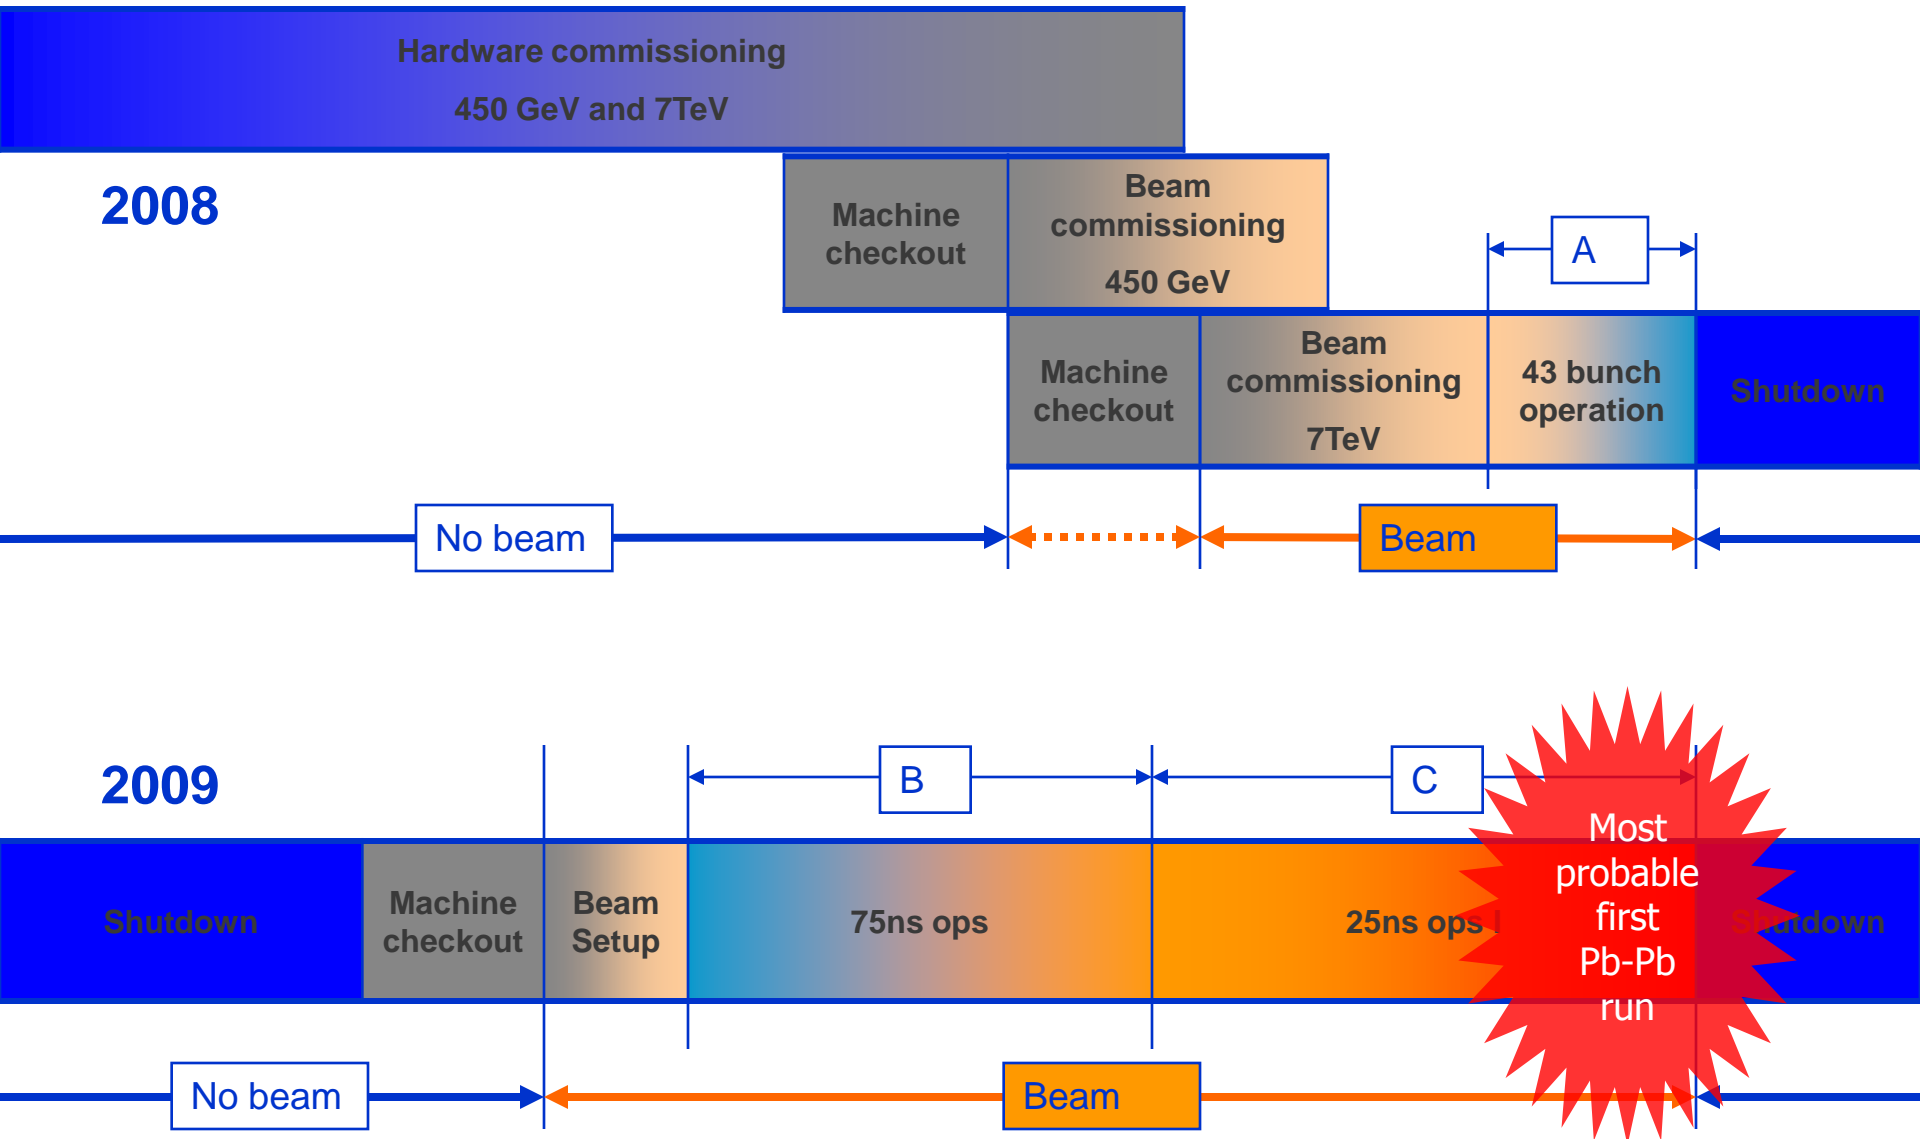 Hardware commissioning
450 GeV and 7TeV
2008
Machine
checkout
Beam
commissioning
450 GeV
A
Machine
checkout
Beam
commissioning
7TeV
43 bunch
operation
Shutdown
No beam
Beam
2009
B
C
Shutdown
Machine
checkout
Beam
Setup
75ns ops
25ns ops I
Most
probable
first
Pb-Pb
run
Shutdown
No beam
Beam